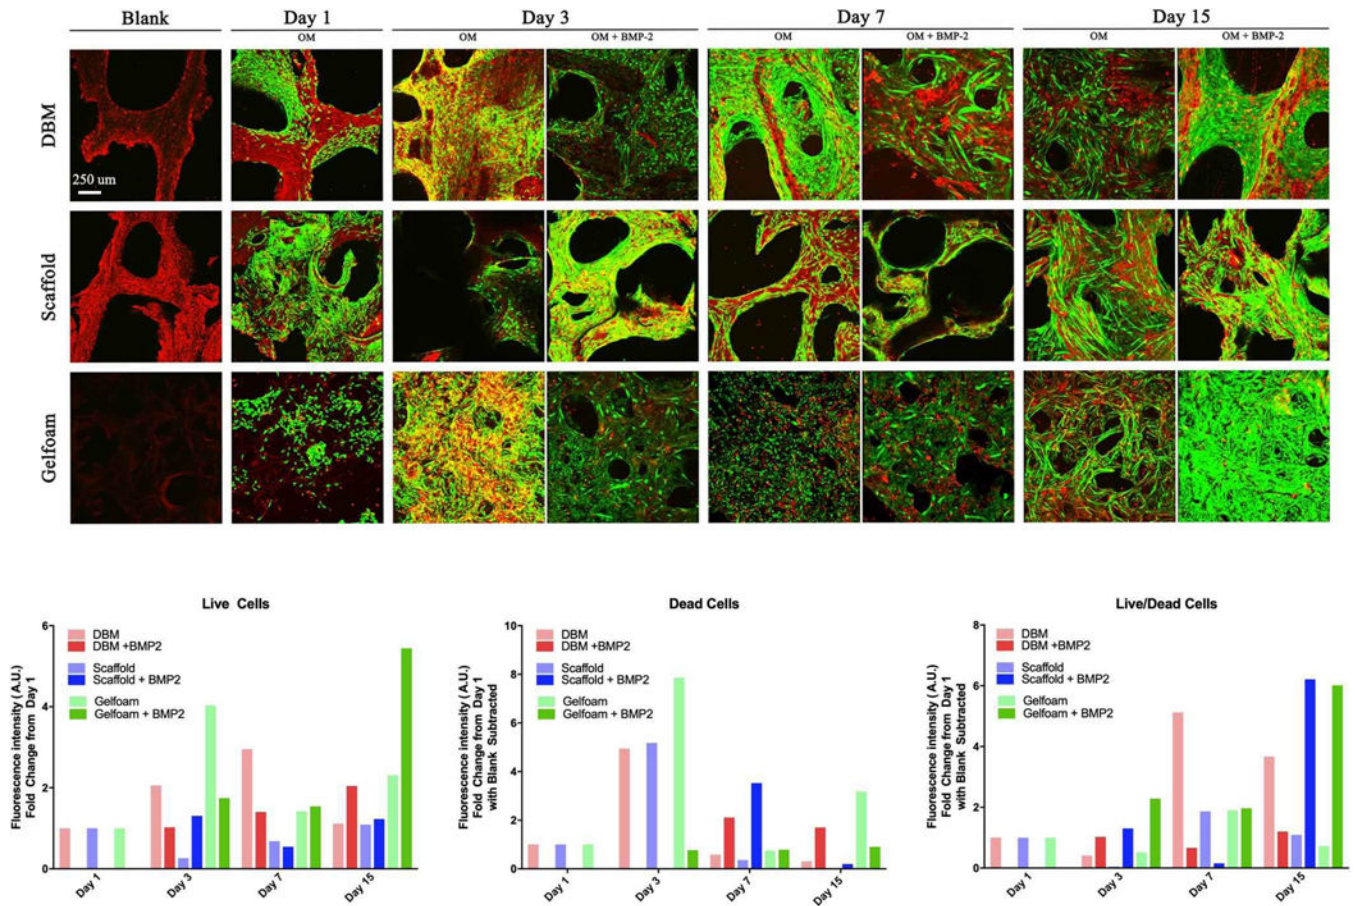 Blank Day 1 Day 3 Day 7 Day 15
OM OM OM + BMP-2 OM OM + BMP-2 OM OM + BMP-2
DBM
250 um
Scaffold
Gelfoam
Live Cells
Fluorescence intensity ( A.U.)
Fold Change from Day 1
6
4
2
0
DBM
DBM +BMP2
Scaffold
Scaffold + BMP2
Gelfoam
Gelfoam + BMP2
Day 1 Day 3 Day 7 Day 15
Dead Cells
Fluorescence intensity ( A.U.)
Fold Change from Day 1
with Blank Subtracted
10
8
6
4
2
0
DBM
DBM +BMP2
Scaffold
Scaffold + BMP2
Gelfoam
Gelfoam + BMP2
Day 1 Day 3 Day 7 Day 15
Live/Dead Cells
Fluorescence intensity ( A.U.)
Fold Change from Day 1
with Blank Subtracted
8
6
4
2
0
DBM
DBM +BMP2
Scaffold
Scaffold + BMP2
Gelfoam
Gelfoam + BMP2
Day 1 Day 3 Day 7 Day 15